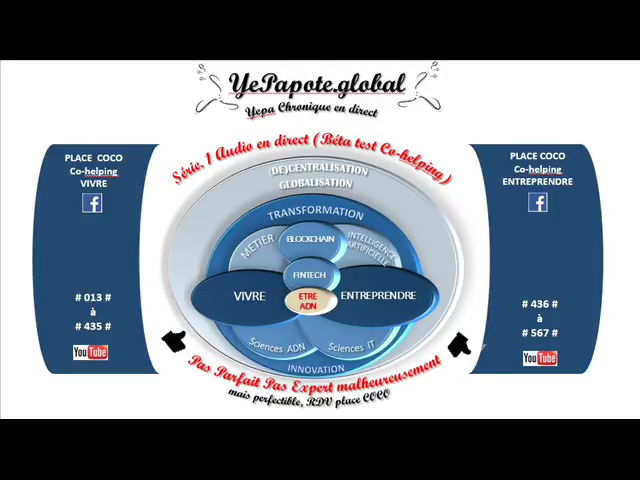 YePapote.global
Yepa Chronique en direct
Série, 1 Audio en direct (Béta test Co-helping)
PLACE COCO
Co-helping
VIVRE
# 013 #
à
# 435 #
YouTube
(DE)CENTRALISATION
GLOBALISATION
TRANSFORMATION
METIER
BLOCKCHAIN
INTELLIGENCE
ARTIFICIELLE
FINTECH
VIVRE
ETRE
ADN
ENTREPRENDRE
Sciences ADN
Sciences IT
INNOVATION
Pas Parfait Pas Expert malheureusement
mais perfectible, RDV place COCO
PLACE COCO
Co-helping
ENTREPRENDRE
# 436 #
à
# 567 #
YouTube